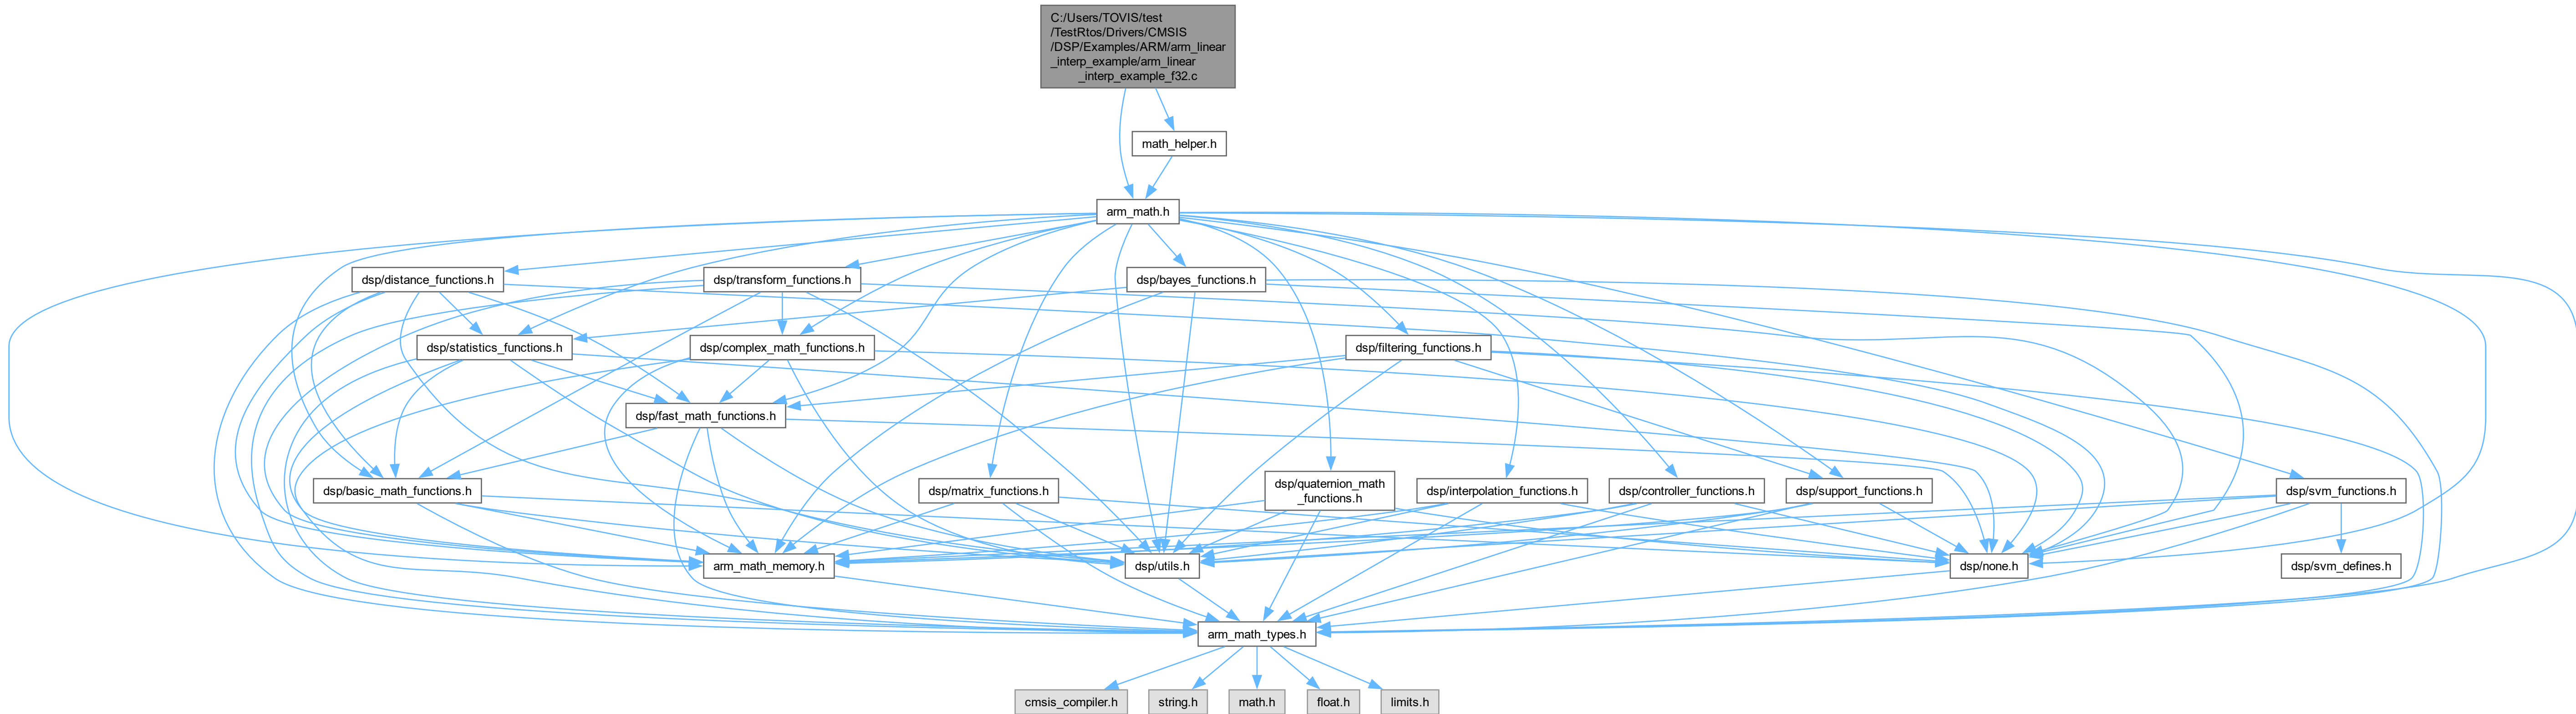 C:/Users/TOVIS/test
/TestRtos/Drivers/CMSIS
/DSP/Examples/ARM/arm_linear
_interp_example/arm_linear
_interp_example_f32.c
math_helper.h
arm_math.h
dsp/distance_functions.h
dsp/transform_functions.h
dsp/bayes_functions.h
dsp/statistics_functions.h
dsp/complex_math_functions.h
dsp/filtering_functions.h
dsp/fast_math_functions.h
dsp/basic_math_functions.h
dsp/matrix_functions.h
dsp/quaternion_math
_functions.h
dsp/interpolation_functions.h
dsp/controller_functions.h
dsp/support_functions.h
dsp/svm_functions.h
arm_math_memory.h
dsp/utils.h
dsp/none.h
dsp/svm_defines.h
arm_math_types.h
cmsis_compiler.h
string.h
math.h
float.h
limits.h